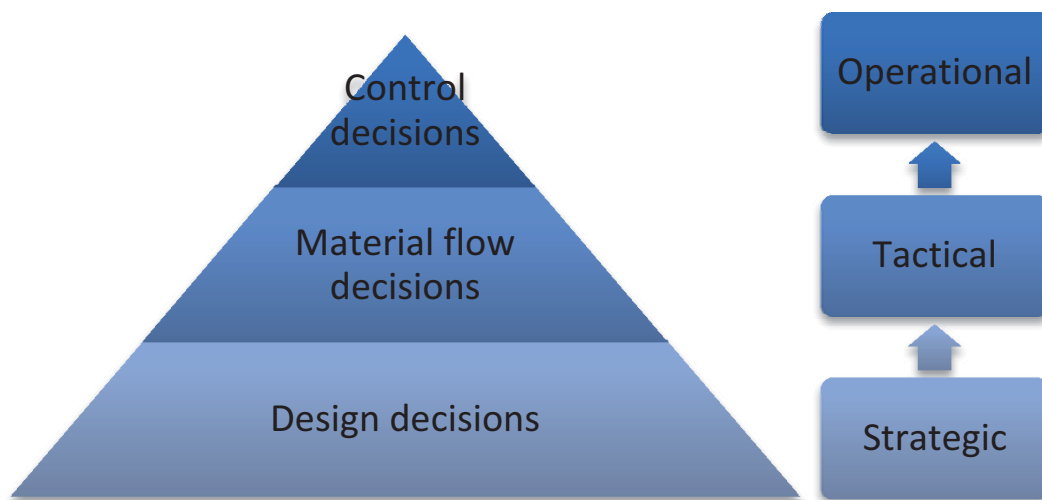 Control
decisions
Material flow
decisions
Design decisions
Operational
Tactical
Strategic